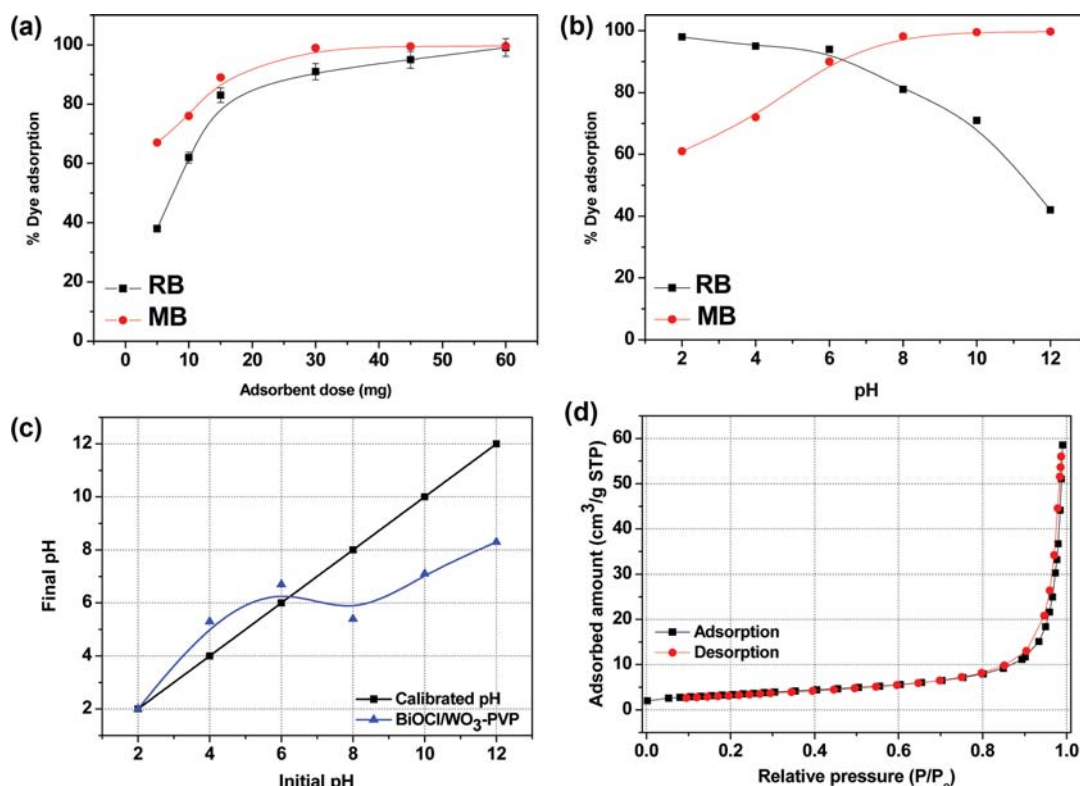 (a)
100
80
60
40
20
0
% Dye adsorption
RB
MB
0 10 20 30 40 50 60
Adsorbent dose (mg)
(b)
100
80
60
40
20
0
% Dye adsorption
RB
MB
2 4 6 8 10 12
pH
(c)
12
10
8
6
4
2
Final pH
Calibrated pH
BiOCl/WO₃-PVP
2 4 6 8 10 12
Initial pH
(d)
60
50
40
30
20
10
0
Adsorbed amount (cm³/g STP)
Adsorption
Desorption
0.0 0.2 0.4 0.6 0.8 1.0
Relative pressure (P/P₀)